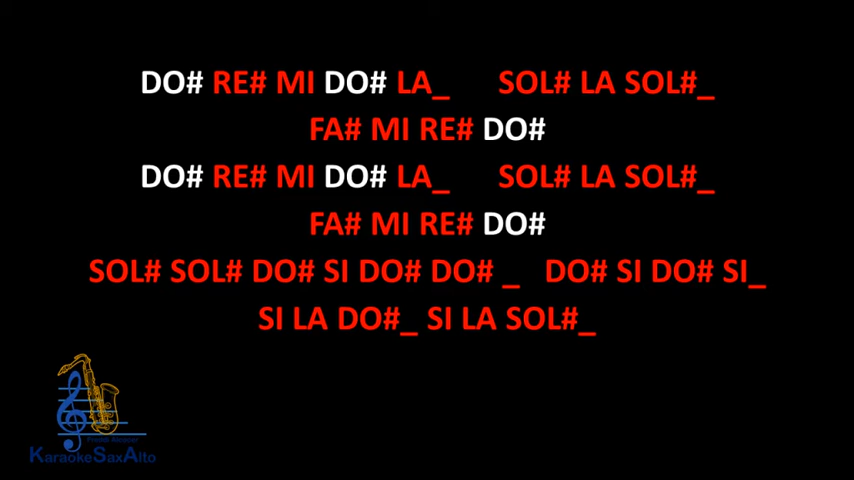 DO# RE# MI DO# LA_ SOL# LA SOL#_
FA# MI RE# DO#
DO# RE# MI DO# LA_ SOL# LA SOL#_
FA# MI RE# DO#
SOL# SOL# DO# SI DO# DO# _ DO# SI DO# SI_
SI LA DO#_ SI LA SOL#_
KaraokeSaxAlto